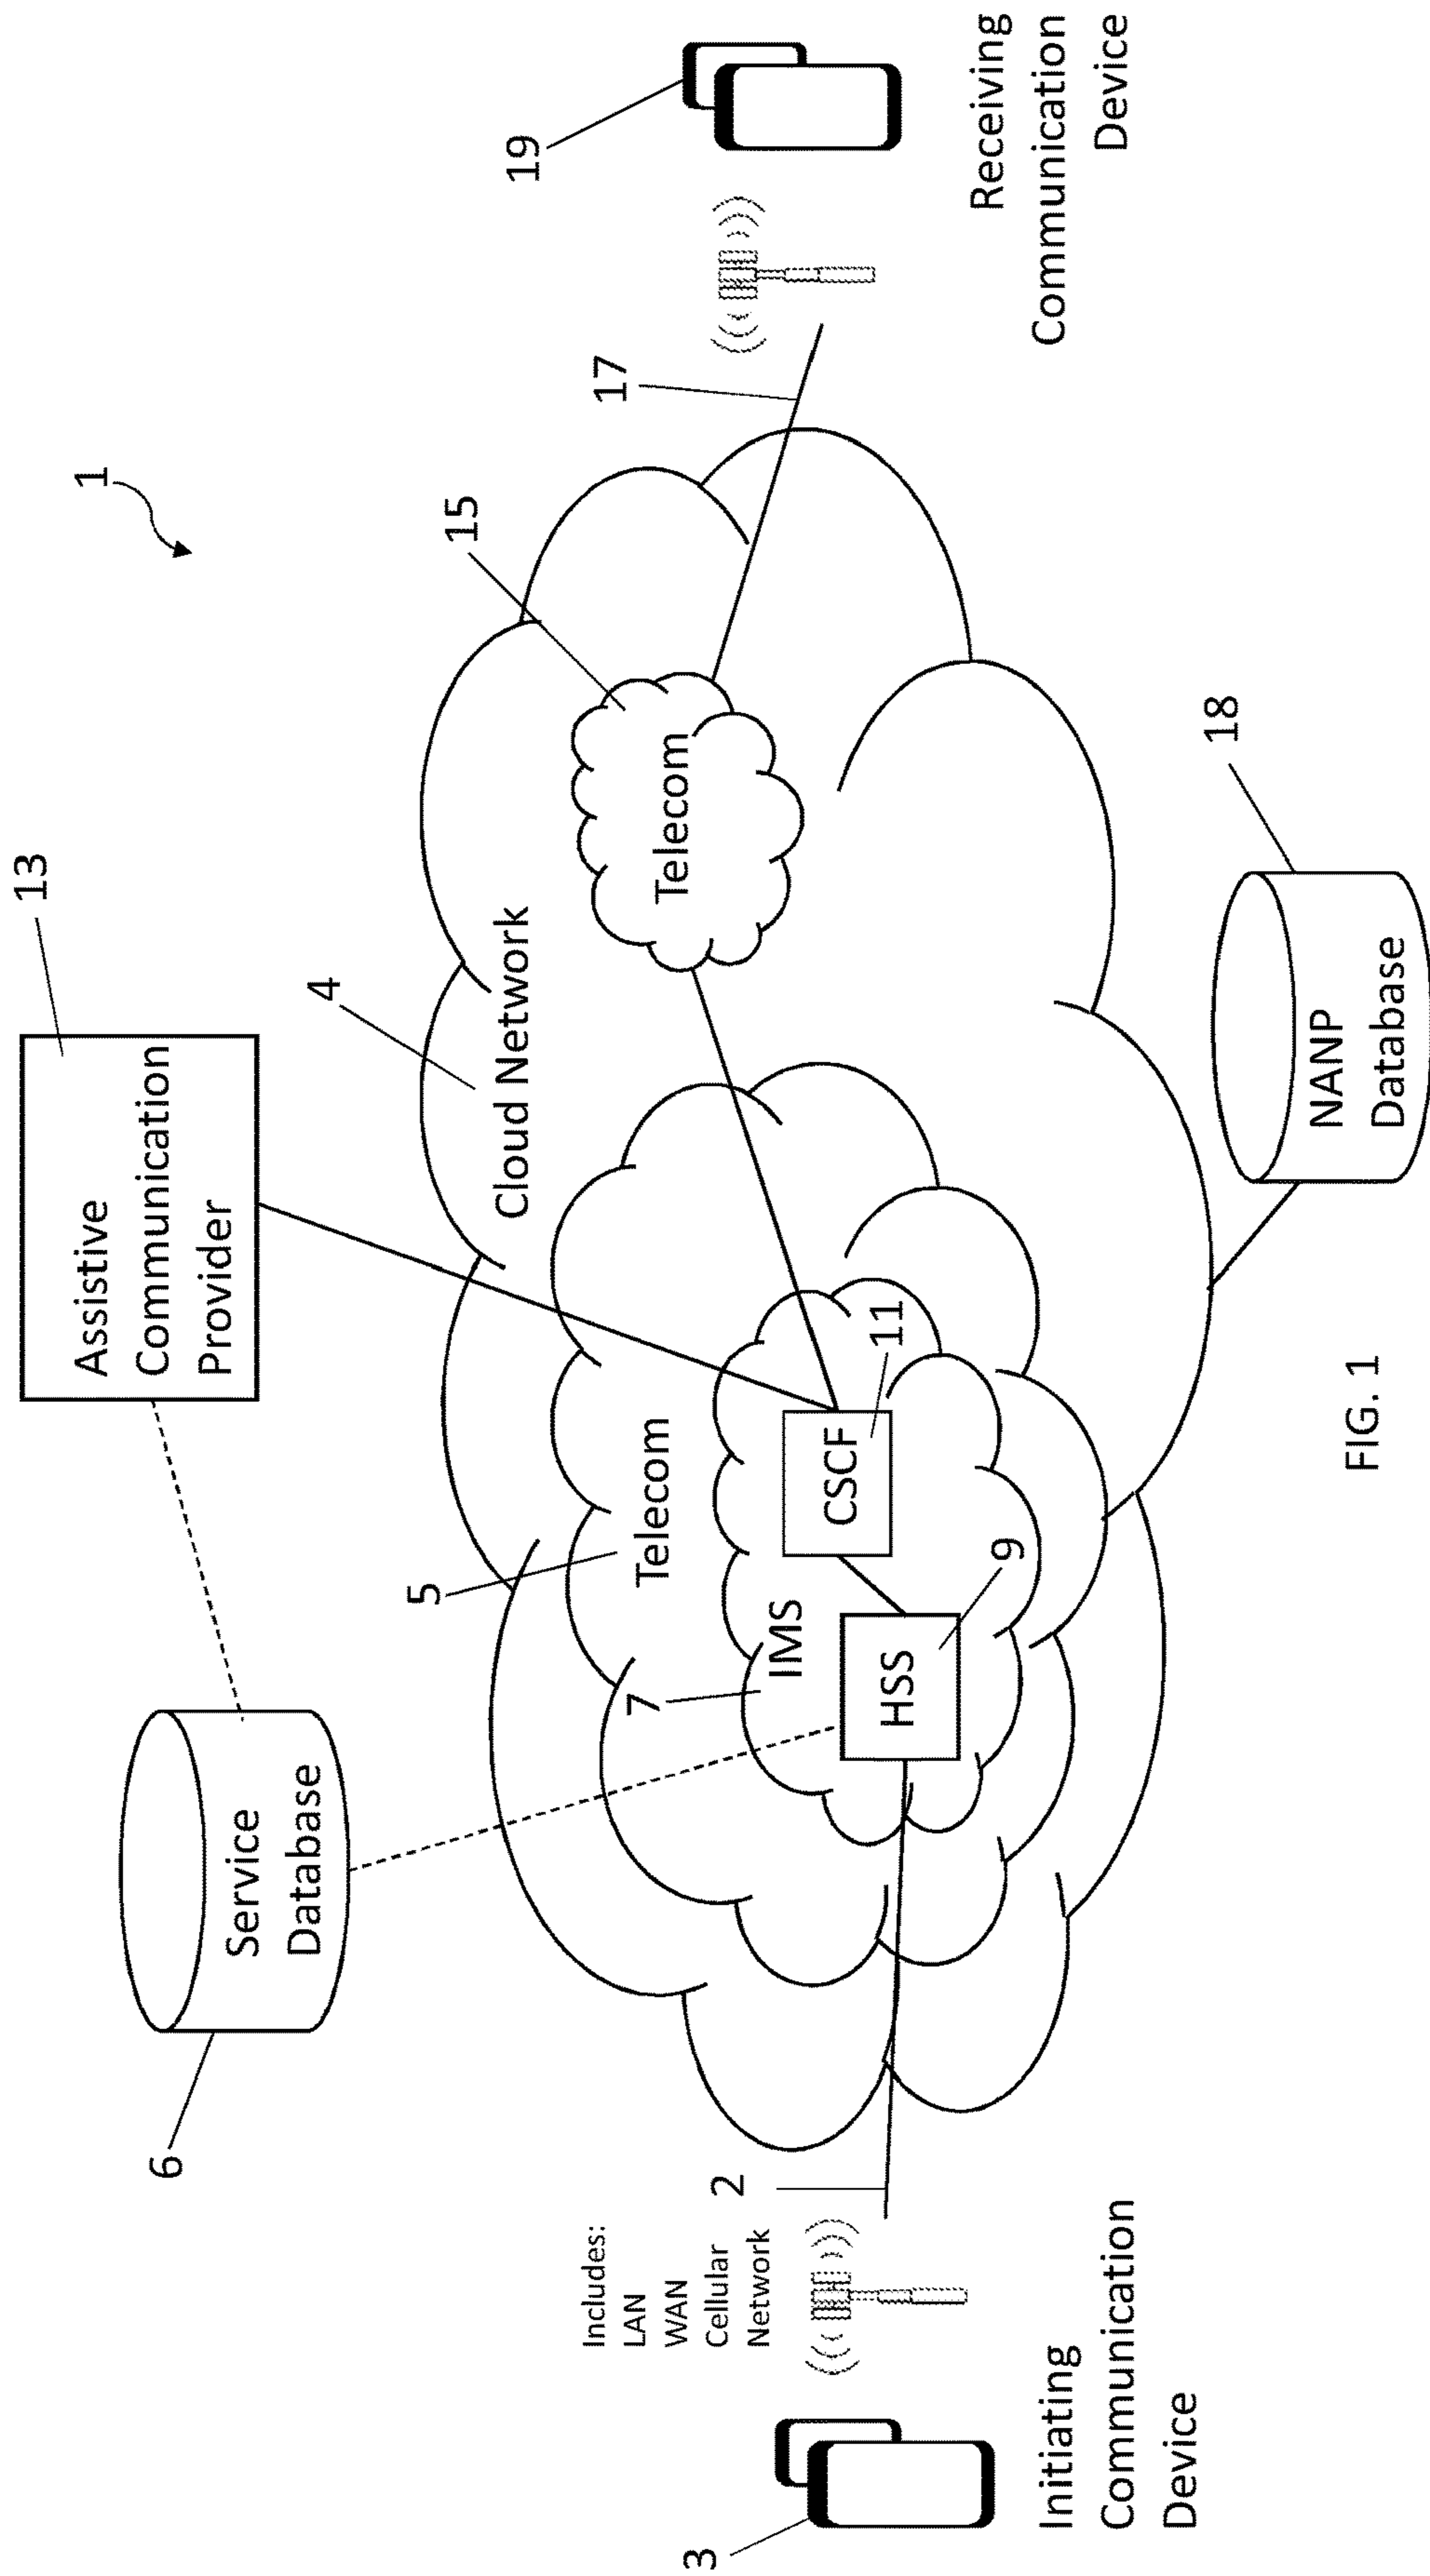 1
13
Assistive
Communication
Provider
Service
Database
6
4
Cloud Network
15
Telecom
17
19
Receiving
Communication
Device
5
Telecom
7
IMS
CSCF
11
HSS
9
2
Includes:
LAN
WAN
Cellular
Network
3
Initiating
Communication
Device
18
NANP
Database
FIG. 1